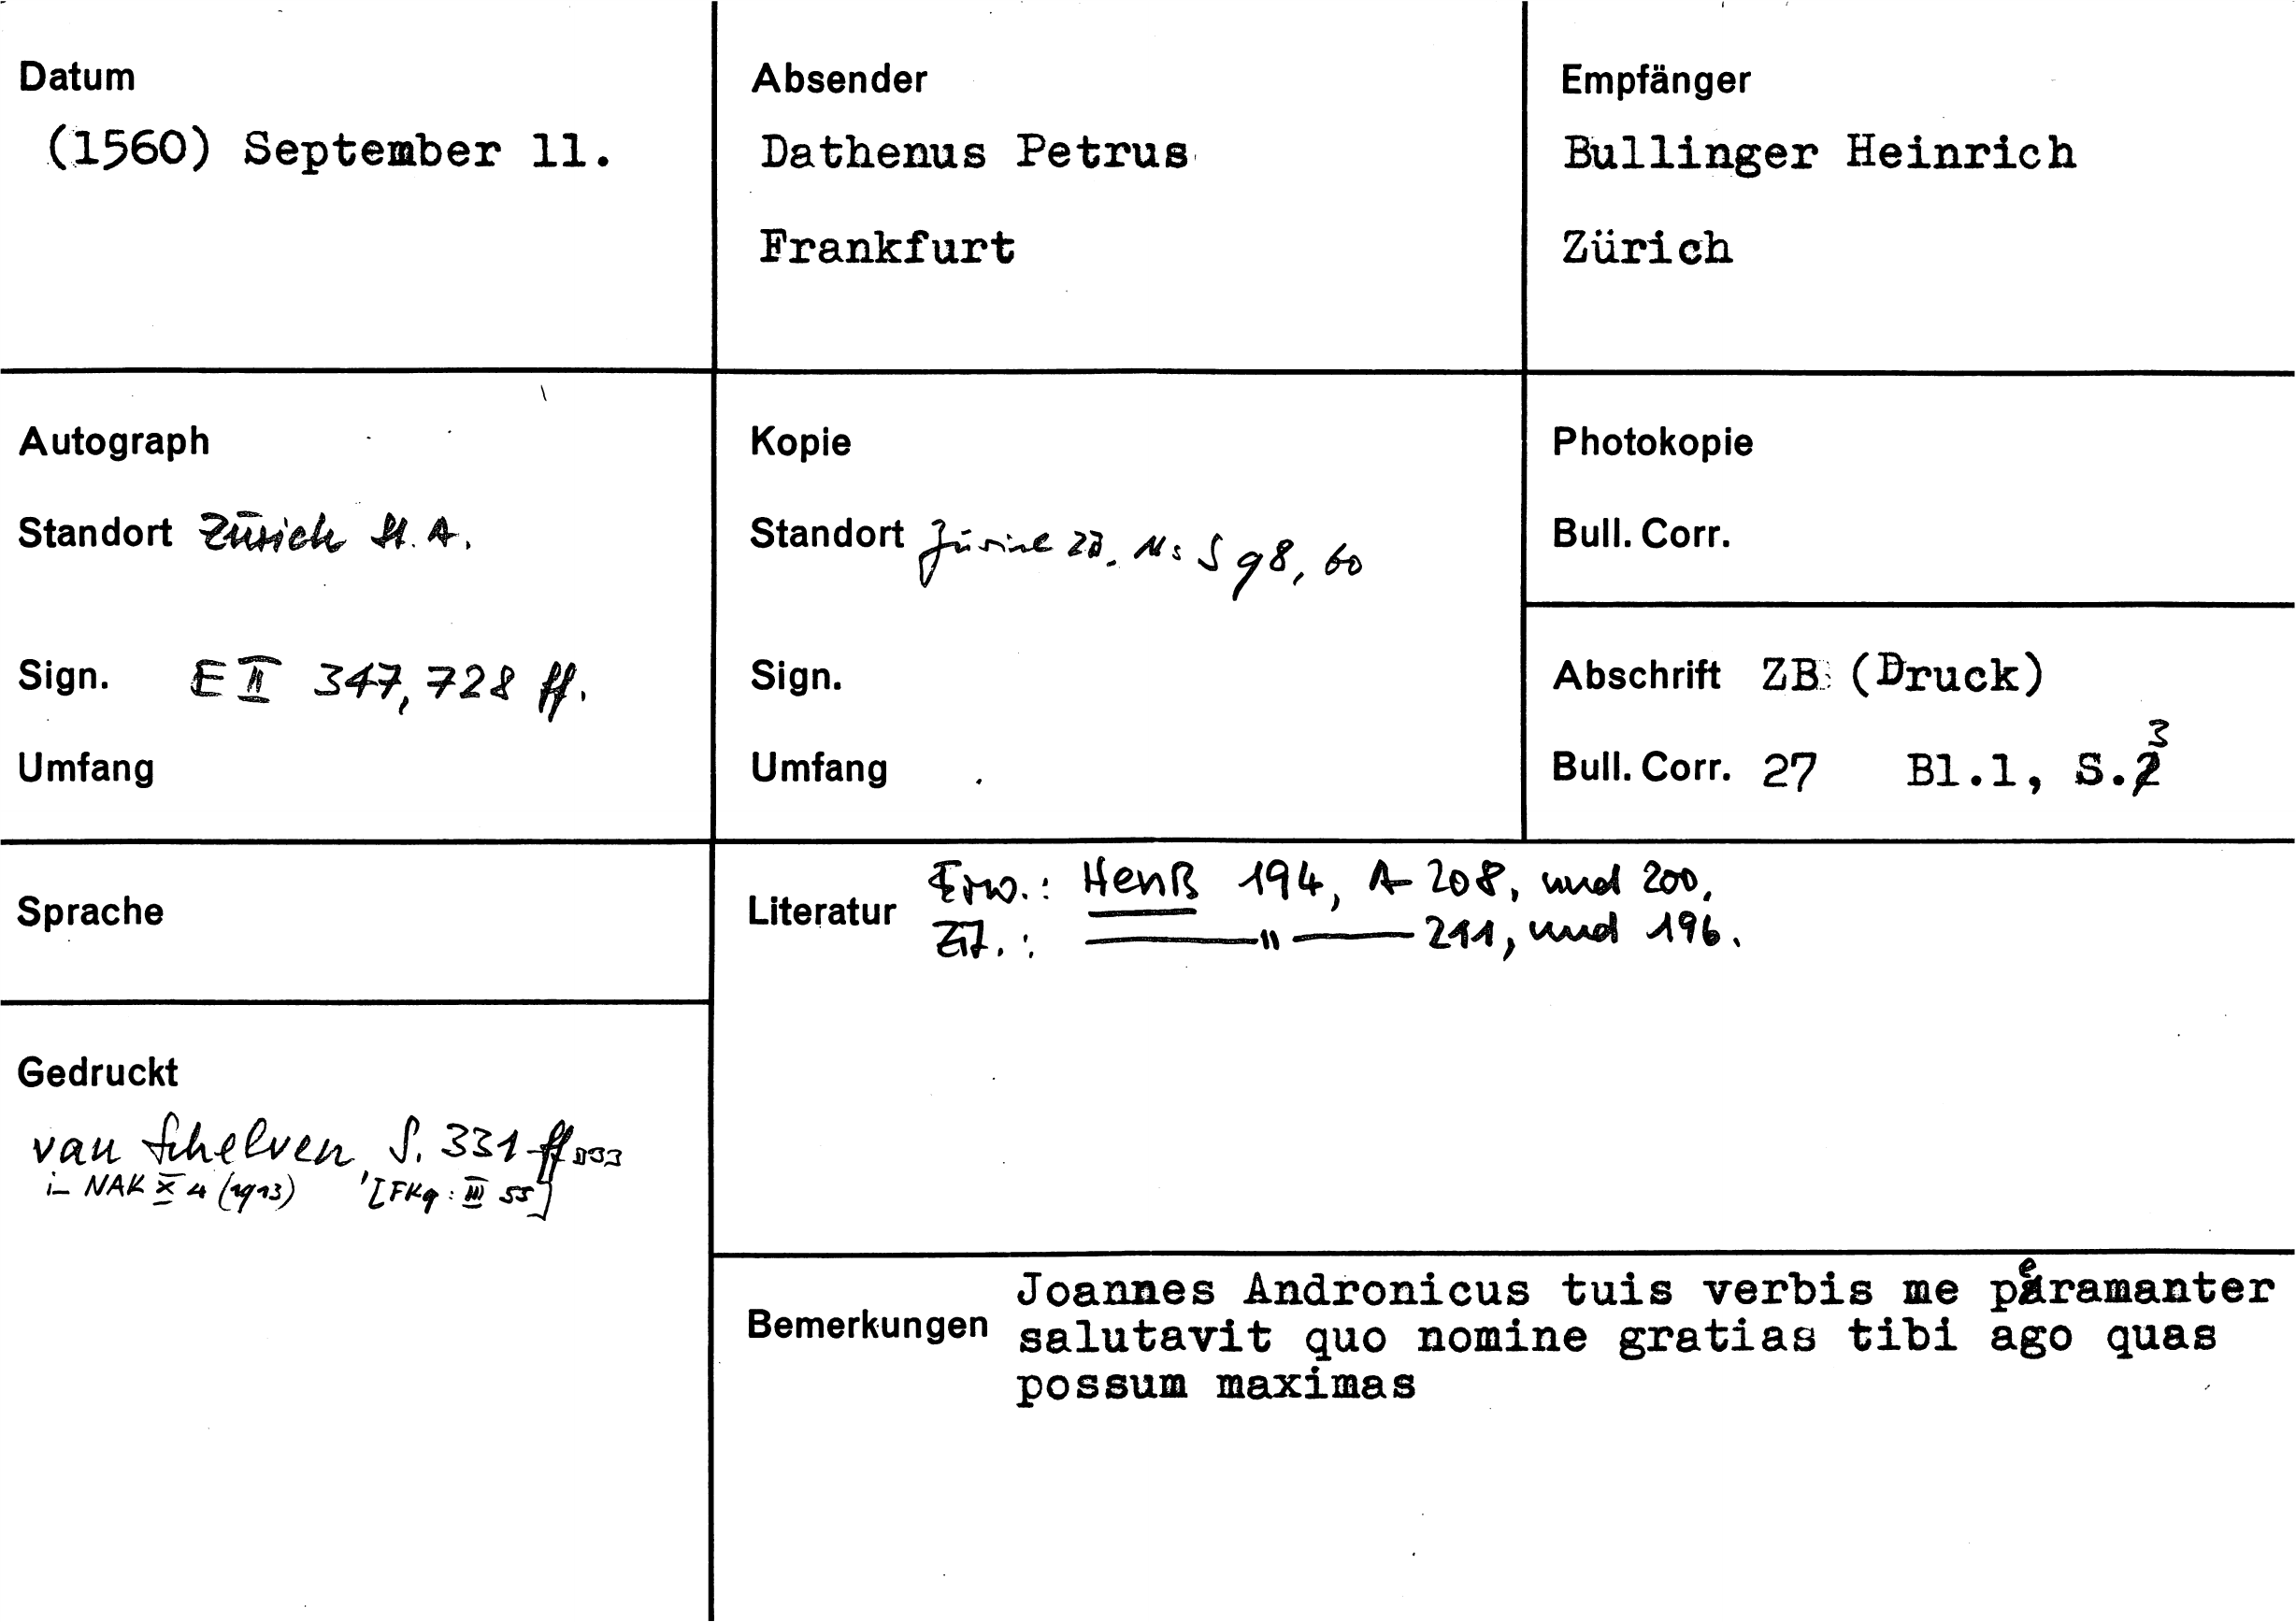 Datum
(1560) September 11.
Absender
Dathenus Petrus
Frankfurt
Empfänger
Bullinger Heinrich
Zürich
Autograph
Standort Zürich St. A.
Sign. E II 347, 728 ff.
Umfang
Kopie
Standort Zürich ZB. Ms S 98, 60
Sign.
Umfang
Photokopie
Bull. Corr.
Abschrift ZB (Druck)
Bull. Corr. 27 Bl.1, S.3
Sprache
Literatur Erw.: Henß 194, A 208, und 200.
Zit.: —"— 211, und 196.
Gedruckt
van Schelven, S. 331 ff
i_ NAK X 4 (1913) [FKg: III 55]
Bemerkungen Joannes Andronicus tuis verbis me peramanter
salutavit quo nomine gratias tibi ago quas
possum maximas